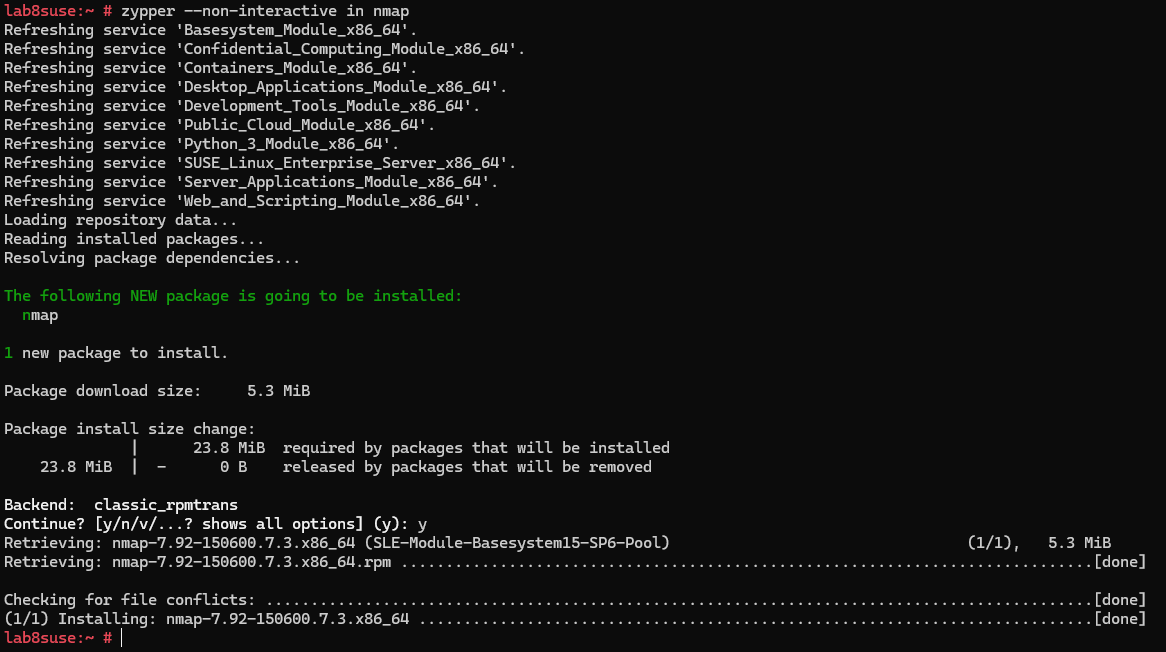 lab8suse:~ # zypper --non-interactive in nmap
Refreshing service 'Basesystem_Module_x86_64'.
Refreshing service 'Confidential_Computing_Module_x86_64'.
Refreshing service 'Containers_Module_x86_64'.
Refreshing service 'Desktop_Applications_Module_x86_64'.
Refreshing service 'Development_Tools_Module_x86_64'.
Refreshing service 'Public_Cloud_Module_x86_64'.
Refreshing service 'Python_3_Module_x86_64'.
Refreshing service 'SUSE_Linux_Enterprise_Server_x86_64'.
Refreshing service 'Server_Applications_Module_x86_64'.
Refreshing service 'Web_and_Scripting_Module_x86_64'.
Loading repository data...
Reading installed packages...
Resolving package dependencies...

The following NEW package is going to be installed:
  nmap

1 new package to install.

Package download size:     5.3 MiB

Package install size change:
              |      23.8 MiB  required by packages that will be installed
    23.8 MiB  |  -      0 B    released by packages that will be removed

Backend:  classic_rpmtrans
Continue? [y/n/v/...? shows all options] (y): y
Retrieving: nmap-7.92-150600.7.3.x86_64 (SLE-Module-Basesystem15-SP6-Pool)                                 (1/1),   5.3 MiB
Retrieving: nmap-7.92-150600.7.3.x86_64.rpm .............................................................................[done]

Checking for file conflicts: ............................................................................................[done]
(1/1) Installing: nmap-7.92-150600.7.3.x86_64 ...........................................................................[done]
lab8suse:~ #